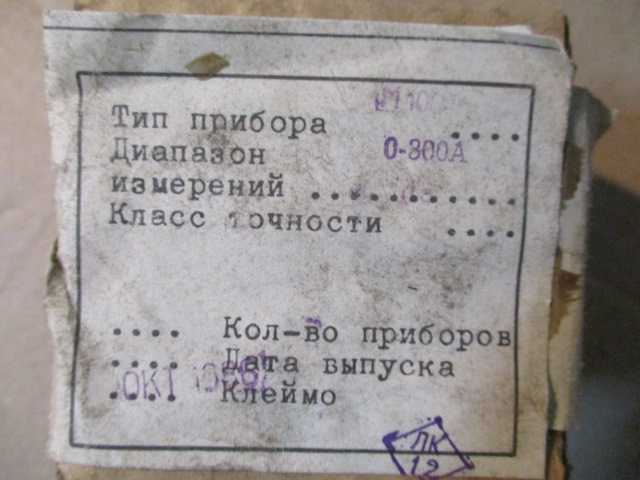 Тип прибора ....
Диапазон 0-300А
измерений ...........
Класс точности ....
.... Кол-во приборов
.... Дата выпуска
.... Клеймо
ПК
12